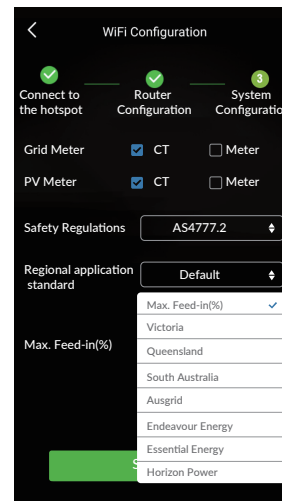 WiFi Configuration
3
Connect to
the hotspot
Router
Configuration
System
Configuratio
Grid Meter
CT
Meter
PV Meter
CT
Meter
Safety Regulations
AS4777.2
Regional application
standard
Default
Max. Feed-in(%)
Max. Feed-in(%)
Victoria
Queensland
South Australia
Ausgrid
Endeavour Energy
Essential Energy
Horizon Power
S